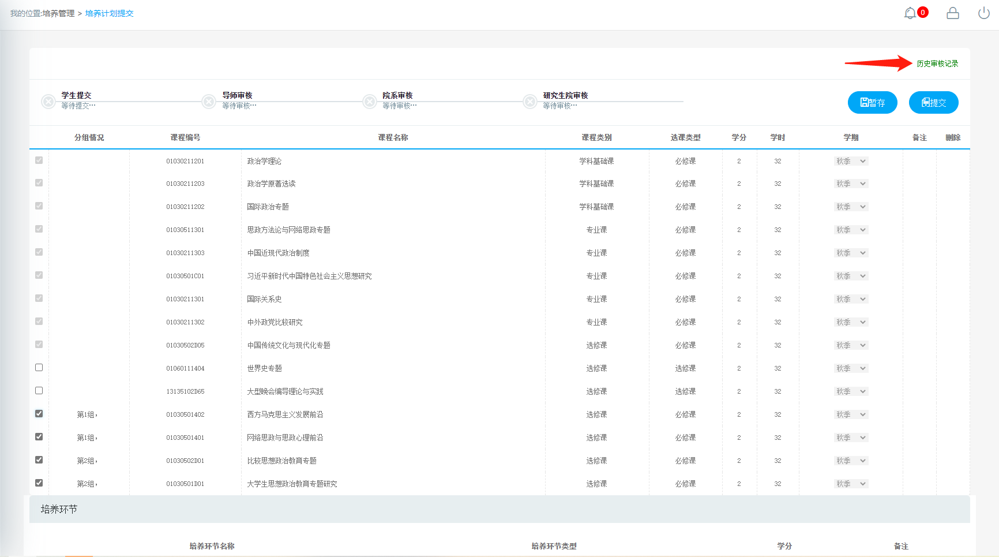 我的位置:培养管理 > 培养计划提交
0
历史审核记录
学生提交
等待提交...
导师审核
等待审核...
院系审核
等待审核...
研究生院审核
等待审核...
暂存
提交
分组情况 课程编号 课程名称 课程类别 选课类型 学分 学时 学期 备注 删除
01030211201 政治学理论 学科基础课 必修课 2 32 秋季
01030211203 政治学原著选读 学科基础课 必修课 2 32 秋季
01030211202 国际政治专题 学科基础课 必修课 2 32 秋季
01030511301 思政方法论与网络思政专题 专业课 必修课 2 32 秋季
01030211303 中国近现代政治制度 专业课 必修课 2 32 秋季
01030501C01 习近平新时代中国特色社会主义思想研究 专业课 必修课 2 32 秋季
01030211301 国际关系史 专业课 必修课 2 32 秋季
01030211302 中外政党比较研究 专业课 必修课 2 32 秋季
01030502D05 中国传统文化与现代化专题 选修课 必修课 2 32 秋季
01060111404 世界史专题 选修课 选修课 2 32 秋季
13135102D65 大型晚会编导理论与实践 选修课 选修课 2 32 秋季
第1组, 01030501402 西方马克思主义发展前沿 选修课 必修课 2 32 秋季
第1组, 01030501401 网络思政与思政心理前沿 选修课 必修课 2 32 秋季
第2组, 01030502D01 比较思想政治教育专题 选修课 必修课 2 32 秋季
第2组, 01030501D01 大学生思想政治教育专题研究 选修课 必修课 2 32 秋季
培养环节
培养环节名称 培养环节类型 学分 备注